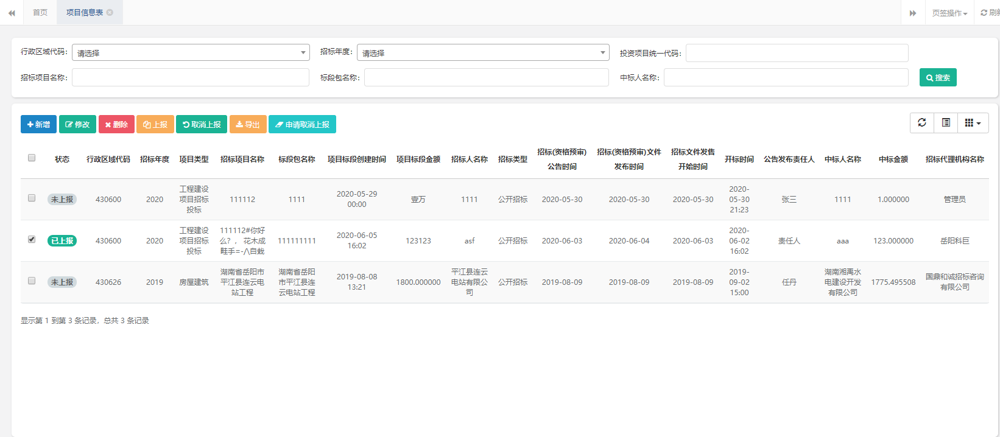 首页 项目信息表 页签操作 刷新
行政区域代码： 请选择 招标年度： 请选择 投资项目统一代码：
招标项目名称： 标段包名称： 中标人名称： 搜索
新增 修改 删除 上报 取消上报 导出 申请取消上报
状态 行政区域代码 招标年度 项目类型 招标项目名称 标段包名称 项目标段创建时间 项目标段金额 招标人名称 招标类型 招标(资格预审)公告时间 招标(资格预审)文件发布时间 招标文件发售开始时间 开标时间 公告发布责任人 中标人名称 中标金额 招标代理机构名称
未上报 430600 2020 工程建设项目招标投标 111112 1111 2020-05-29 00:00 壹万 1111 公开招标 2020-05-30 2020-05-30 2020-05-30 2020-05-30 21:23 张三 1111 1.000000 管理员
已上报 430600 2020 工程建设项目招标投标 111112#你好么?，花木成畦手=-八自栽 111111111 2020-06-05 16:02 123123 asf 公开招标 2020-06-03 2020-06-04 2020-06-03 2020-06-02 16:02 责任人 aaa 123.000000 岳阳科巨
未上报 430626 2019 房屋建筑 湖南省岳阳市平江县连云电站工程 湖南省岳阳市平江县连云电站工程 2019-08-08 13:21 1800.000000 平江县连云电站有限公司 公开招标 2019-08-09 2019-08-09 2019-08-09 2019-09-02 15:00 任丹 湖南湘禹水电建设开发有限公司 1775.495508 国鼎和诚招标咨询有限公司
显示第 1 到第 3 条记录，总共 3 条记录